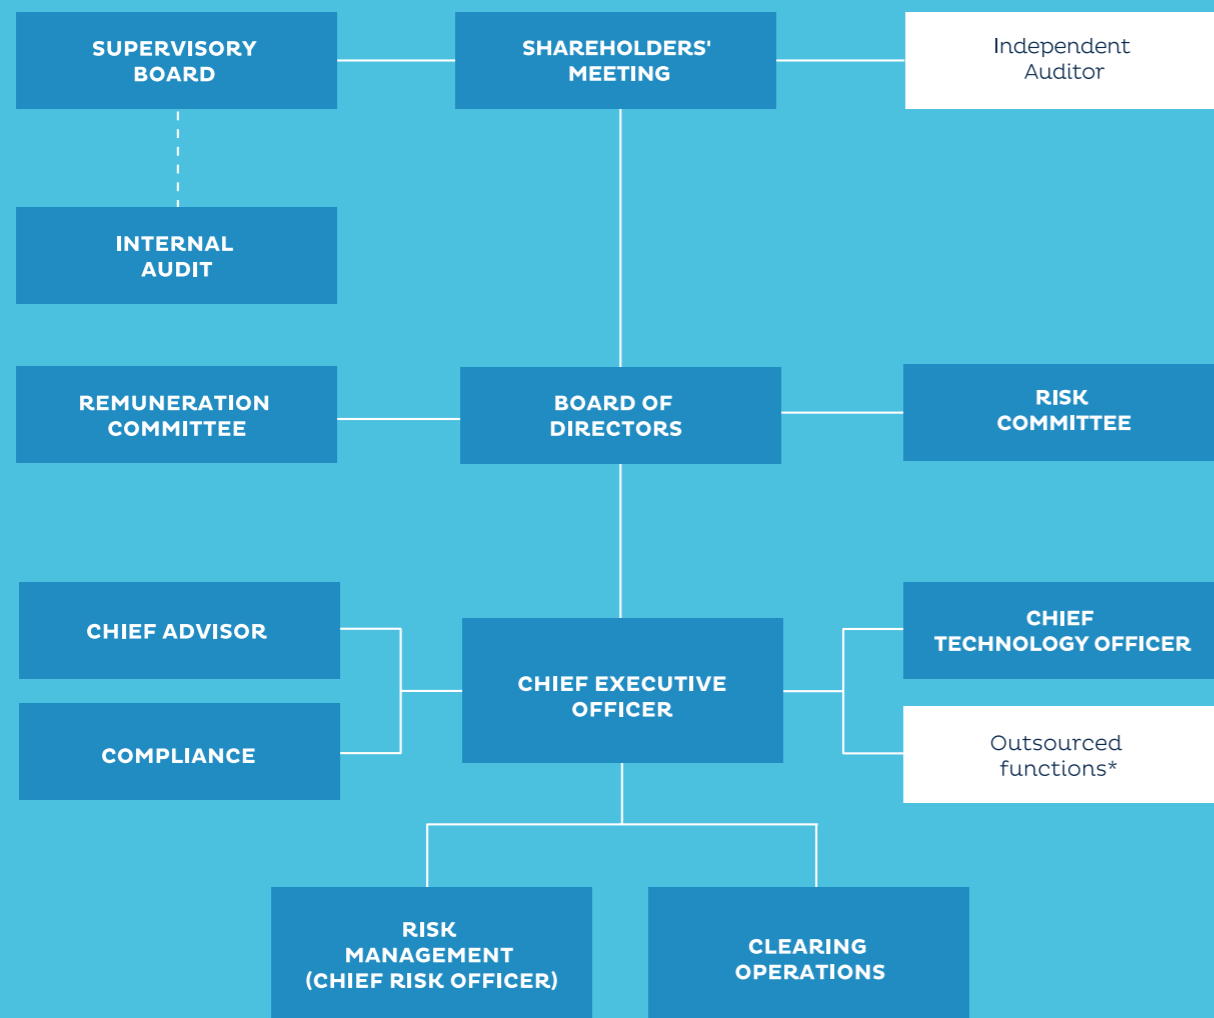 SUPERVISORY
BOARD
SHAREHOLDERS'
MEETING
Independent
Auditor
INTERNAL
AUDIT
REMUNERATION
COMMITTEE
BOARD OF
DIRECTORS
RISK
COMMITTEE
CHIEF ADVISOR
CHIEF EXECUTIVE
OFFICER
CHIEF
TECHNOLOGY OFFICER
COMPLIANCE
Outsourced
functions*
RISK
MANAGEMENT
(CHIEF RISK OFFICER)
CLEARING
OPERATIONS